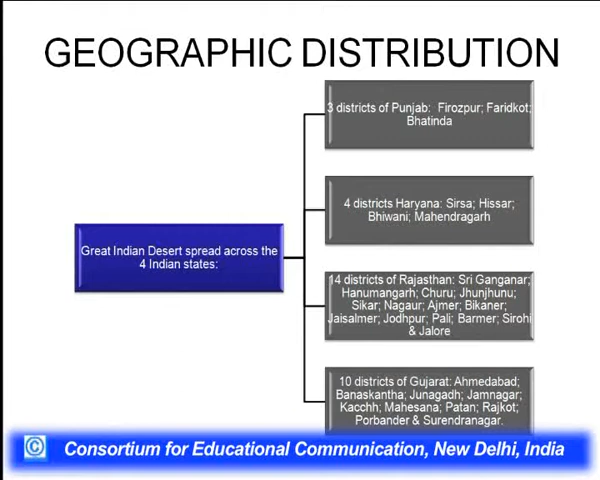 GEOGRAPHIC DISTRIBUTION
3 districts of Punjab: Firozpur; Faridkot;
Bhatinda
4 districts Haryana: Sirsa; Hissar;
Bhiwani; Mahendragarh
Great Indian Desert spread across the
4 Indian states:
14 districts of Rajasthan: Sri Ganganar;
Hanumangarh; Churu; Jhunjhunu;
Sikar; Nagaur; Ajmer; Bikaner;
Jaisalmer; Jodhpur; Pali; Barmer; Sirohi
& Jalore
10 districts of Gujarat: Ahmedabad;
Banaskantha; Junagadh; Jamnagar;
Kacchh; Mahesana; Patan; Rajkot;
Porbander & Surendranagar.
© Consortium for Educational Communication, New Delhi, India